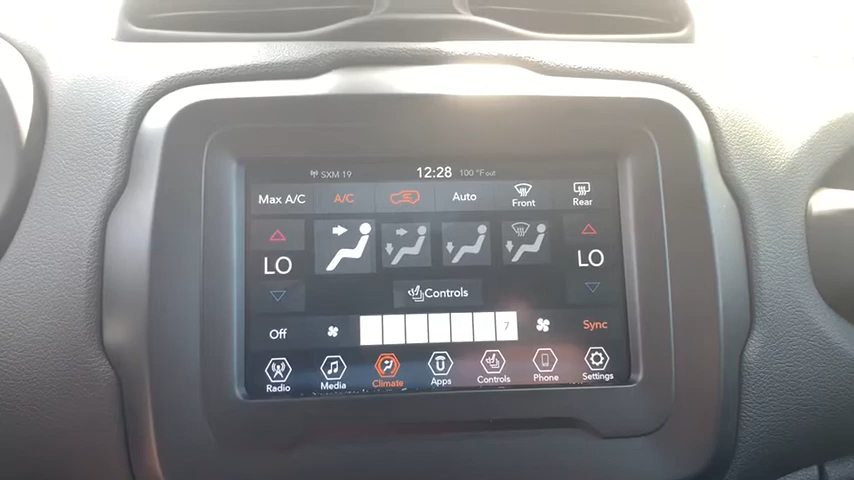 SXM 19 12:28 100 °F out
Max A/C A/C Auto Front Rear
LO LO
Controls
Off 7 Sync
Radio Media Climate Apps Controls Phone Settings